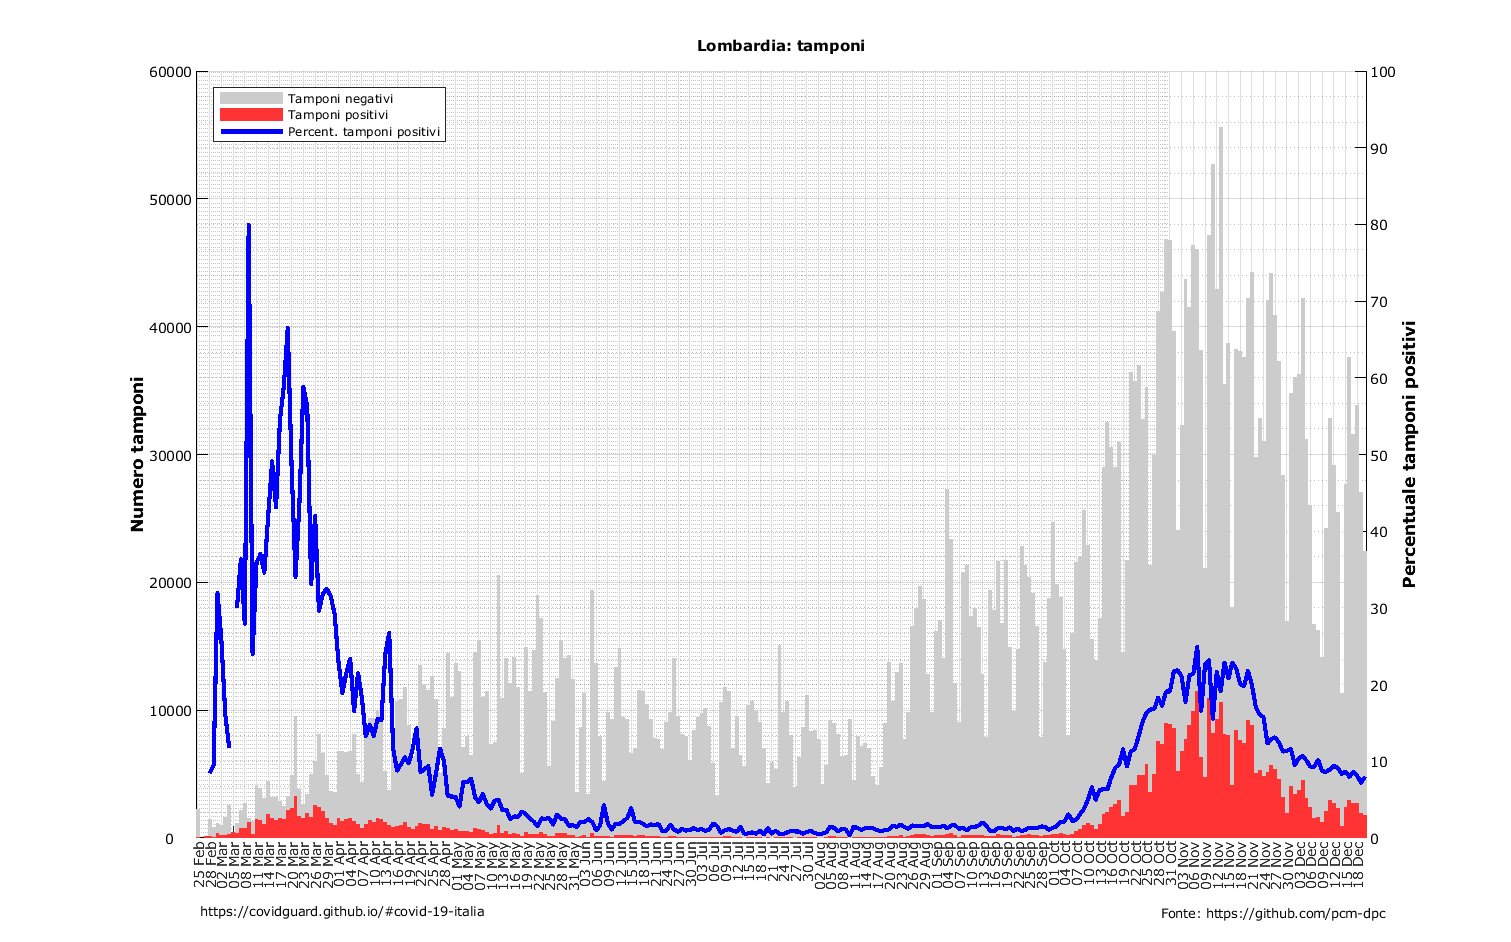 Lombardia: tamponi
60000
50000
40000
30000
20000
10000
0
100
90
80
70
60
50
40
30
20
10
0
Tamponi negativi
Tamponi positivi
Percent. tamponi positivi
Numero tamponi
Percentuale tamponi positivi
25 Feb
28 Feb
02 Mar
05 Mar
08 Mar
11 Mar
14 Mar
17 Mar
20 Mar
23 Mar
26 Mar
29 Mar
01 Apr
04 Apr
07 Apr
10 Apr
13 Apr
16 Apr
19 Apr
22 Apr
25 Apr
28 Apr
01 May
04 May
07 May
10 May
13 May
16 May
19 May
22 May
25 May
28 May
31 May
03 Jun
06 Jun
09 Jun
12 Jun
15 Jun
18 Jun
21 Jun
24 Jun
27 Jun
30 Jun
03 Jul
06 Jul
09 Jul
12 Jul
15 Jul
18 Jul
21 Jul
24 Jul
27 Jul
30 Jul
02 Aug
05 Aug
08 Aug
11 Aug
14 Aug
17 Aug
20 Aug
23 Aug
26 Aug
29 Aug
01 Sep
04 Sep
07 Sep
10 Sep
13 Sep
16 Sep
19 Sep
22 Sep
25 Sep
28 Sep
01 Oct
04 Oct
07 Oct
10 Oct
13 Oct
16 Oct
19 Oct
22 Oct
25 Oct
28 Oct
31 Oct
03 Nov
06 Nov
09 Nov
12 Nov
15 Nov
18 Nov
21 Nov
24 Nov
27 Nov
30 Nov
03 Dec
06 Dec
09 Dec
12 Dec
15 Dec
18 Dec
https://covidguard.github.io/#covid-19-italia
Fonte: https://github.com/pcm-dpc